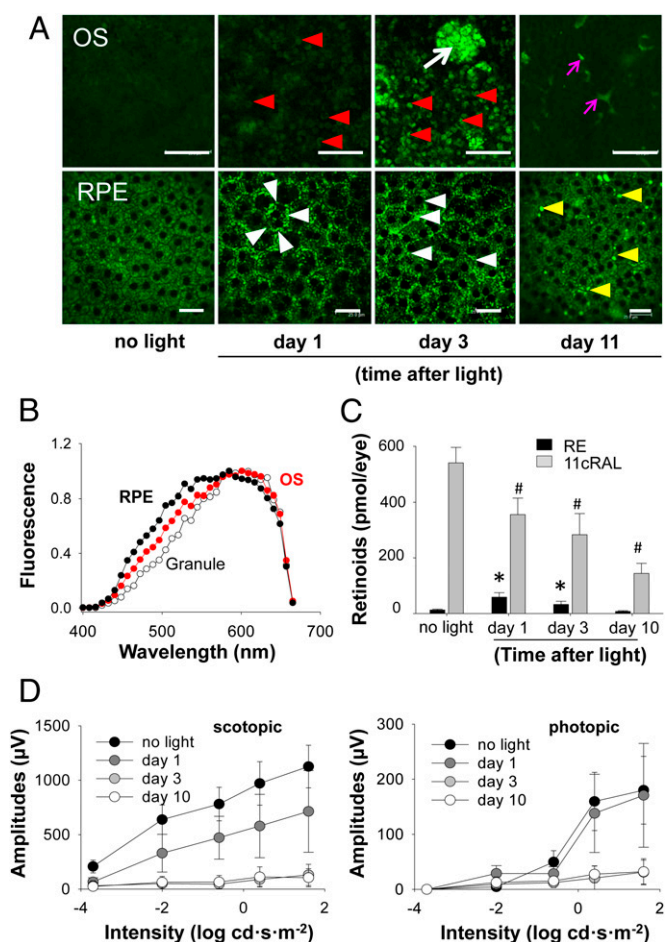 A
OS
RPE
no light
day 1
day 3
day 11
(time after light)
B
Fluorescence
1.2
0.8
0.4
0.0
RPE
OS
Granule
400
500
600
700
Wavelength (nm)
C
Retinoids (pmol/eye)
600
400
200
0
RE
11cRAL
#
#
#
*
*
no light
day 1
day 3
day 10
(Time after light)
D
Amplitudes (µV)
1500
1000
500
0
scotopic
no light
day 1
day 3
day 10
-4
-2
0
2
Intensity (log cd·s·m-2)
Amplitudes (µV)
300
200
100
0
photopic
no light
day 1
day 3
day 10
-4
-2
0
2
Intensity (log cd·s·m-2)